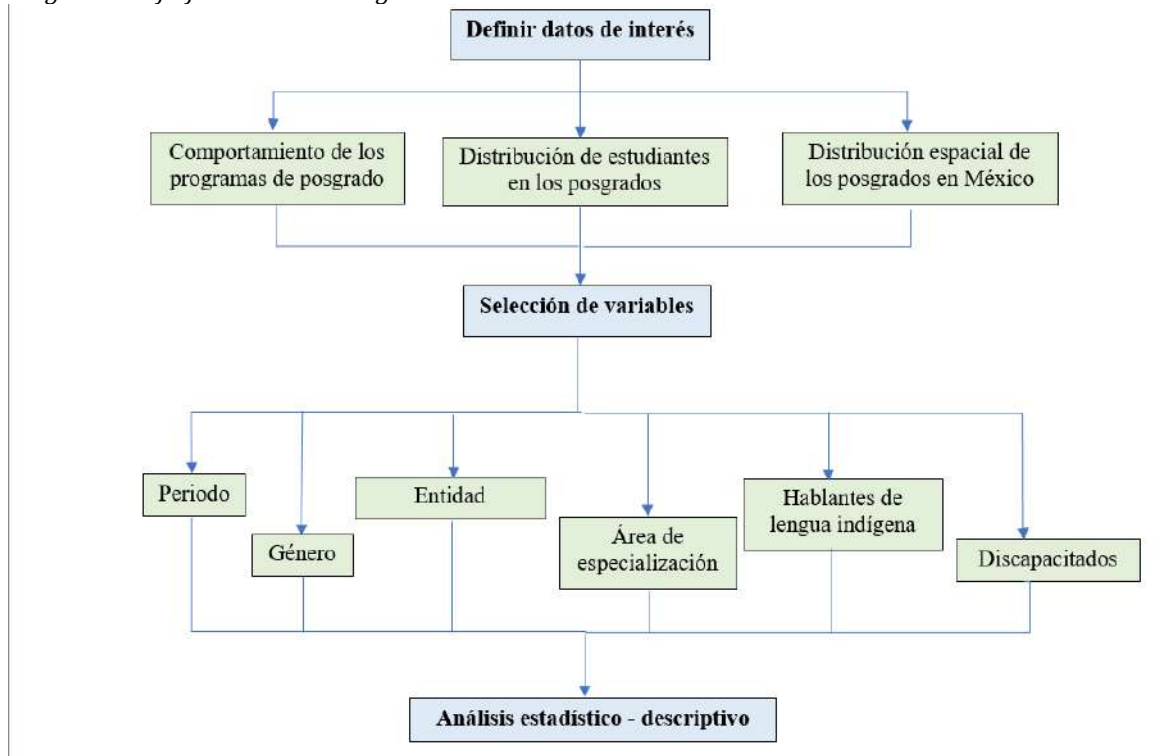 Definir datos de interés
Comportamiento de los
programas de posgrado
Distribución de estudiantes
en los posgrados
Distribución espacial de
los posgrados en México
Selección de variables
Periodo
Género
Entidad
Área de
especialización
Hablantes de
lengua indígena
Discapacitados
Análisis estadístico - descriptivo